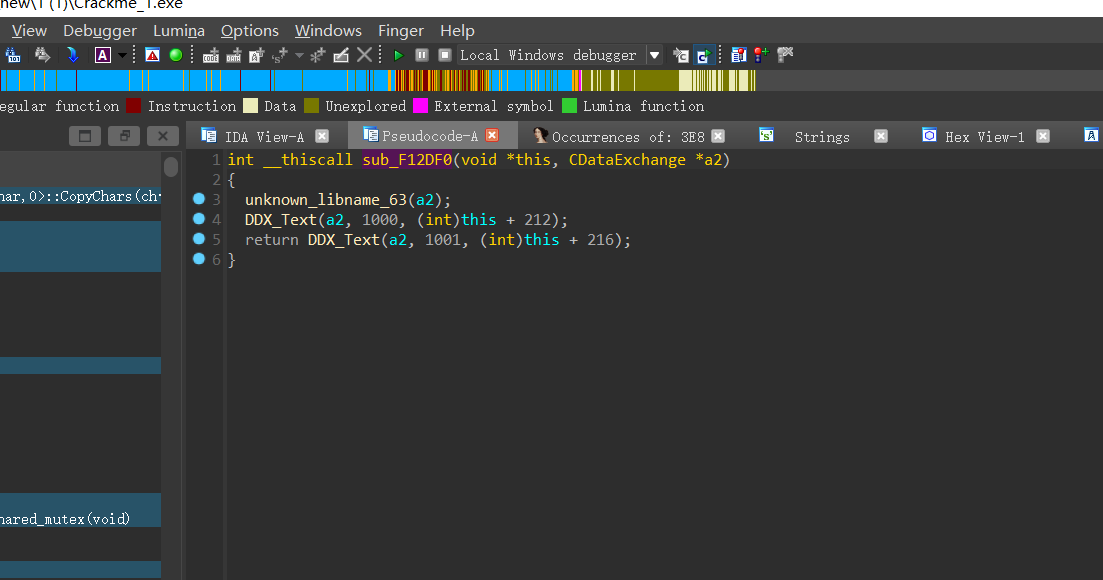 new\1 (1)\Crackme_1.exe
View Debugger Lumina Options Windows Finger Help
Local Windows debugger
egular function Instruction Data Unexplored External symbol Lumina function
IDA View-A Pseudocode-A Occurrences of: 3E8 Strings Hex View-1
1 int __thiscall sub_F12DF0(void *this, CDataExchange *a2)
2 {
3 unknown_libname_63(a2);
4 DDX_Text(a2, 1000, (int)this + 212);
5 return DDX_Text(a2, 1001, (int)this + 216);
6 }
har,0>::CopyChars(ch
hared_mutex(void)